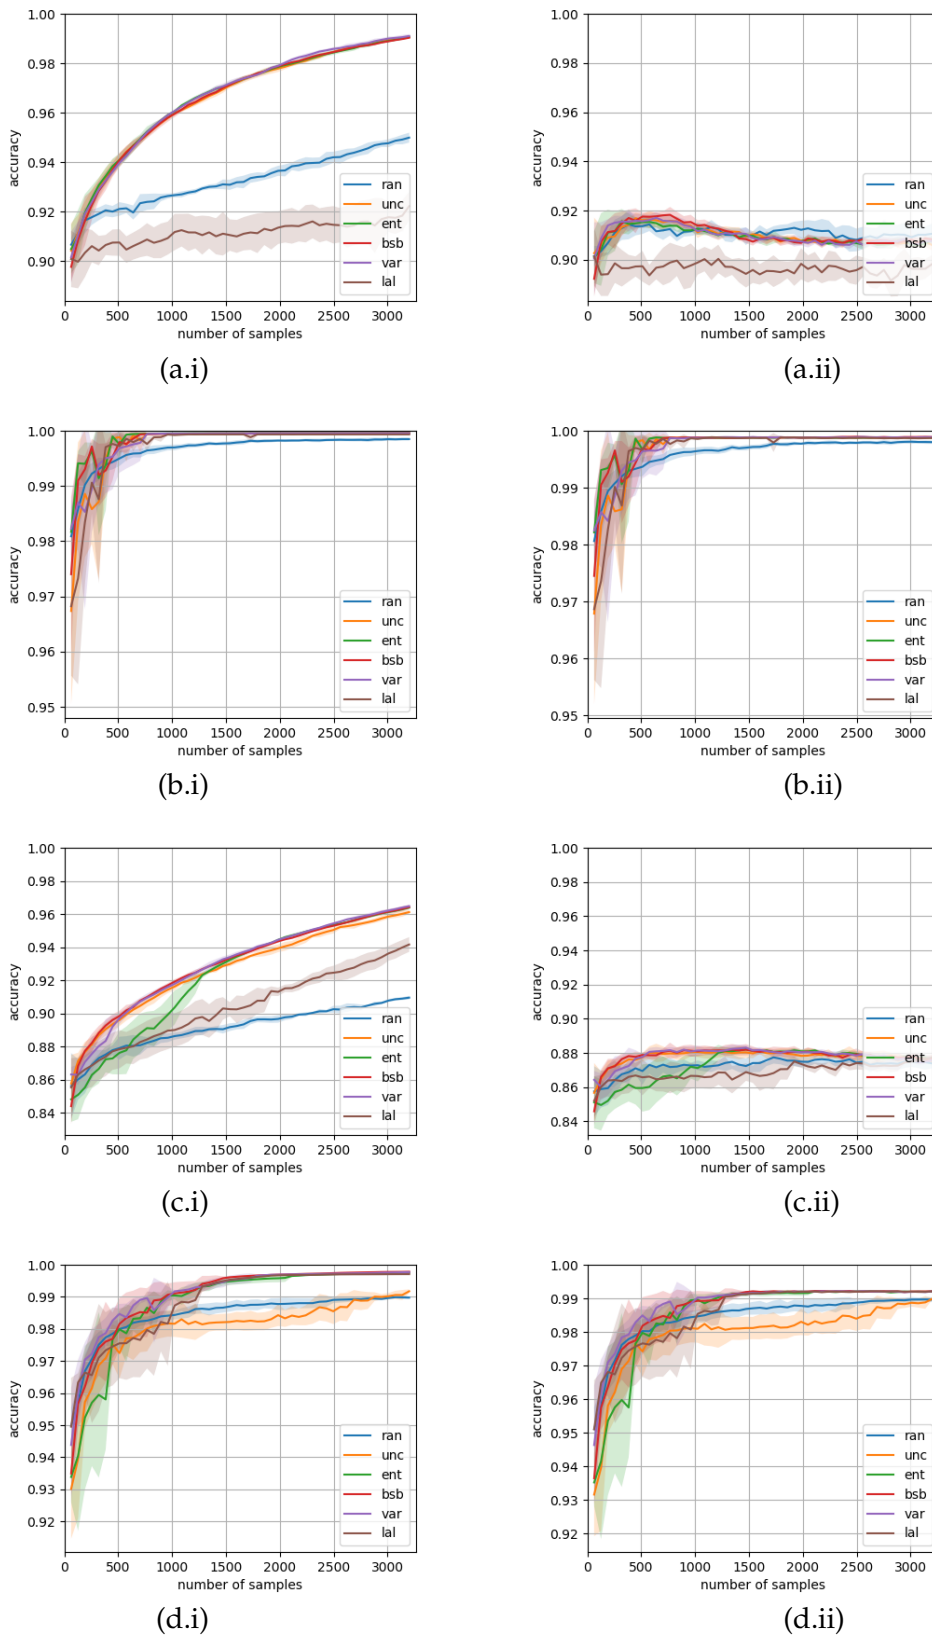 1.00
0.98
0.96
0.94
0.92
0.90
accuracy
ran
unc
ent
bsb
var
lal
0 500 1000 1500 2000 2500 3000
number of samples
(a.i)
1.00
0.98
0.96
0.94
0.92
0.90
accuracy
ran
unc
ent
bsb
var
lal
0 500 1000 1500 2000 2500 3000
number of samples
(a.ii)
1.00
0.99
0.98
0.97
0.96
0.95
accuracy
ran
unc
ent
bsb
var
lal
0 500 1000 1500 2000 2500 3000
number of samples
(b.i)
1.00
0.99
0.98
0.97
0.96
0.95
accuracy
ran
unc
ent
bsb
var
lal
0 500 1000 1500 2000 2500 3000
number of samples
(b.ii)
1.00
0.98
0.96
0.94
0.92
0.90
0.88
0.86
0.84
accuracy
ran
unc
ent
bsb
var
lal
0 500 1000 1500 2000 2500 3000
number of samples
(c.i)
1.00
0.98
0.96
0.94
0.92
0.90
0.88
0.86
0.84
accuracy
ran
unc
ent
bsb
var
lal
0 500 1000 1500 2000 2500 3000
number of samples
(c.ii)
1.00
0.99
0.98
0.97
0.96
0.95
0.94
0.93
0.92
accuracy
ran
unc
ent
bsb
var
lal
0 500 1000 1500 2000 2500 3000
number of samples
(d.i)
1.00
0.99
0.98
0.97
0.96
0.95
0.94
0.93
0.92
accuracy
ran
unc
ent
bsb
var
lal
0 500 1000 1500 2000 2500 3000
number of samples
(d.ii)